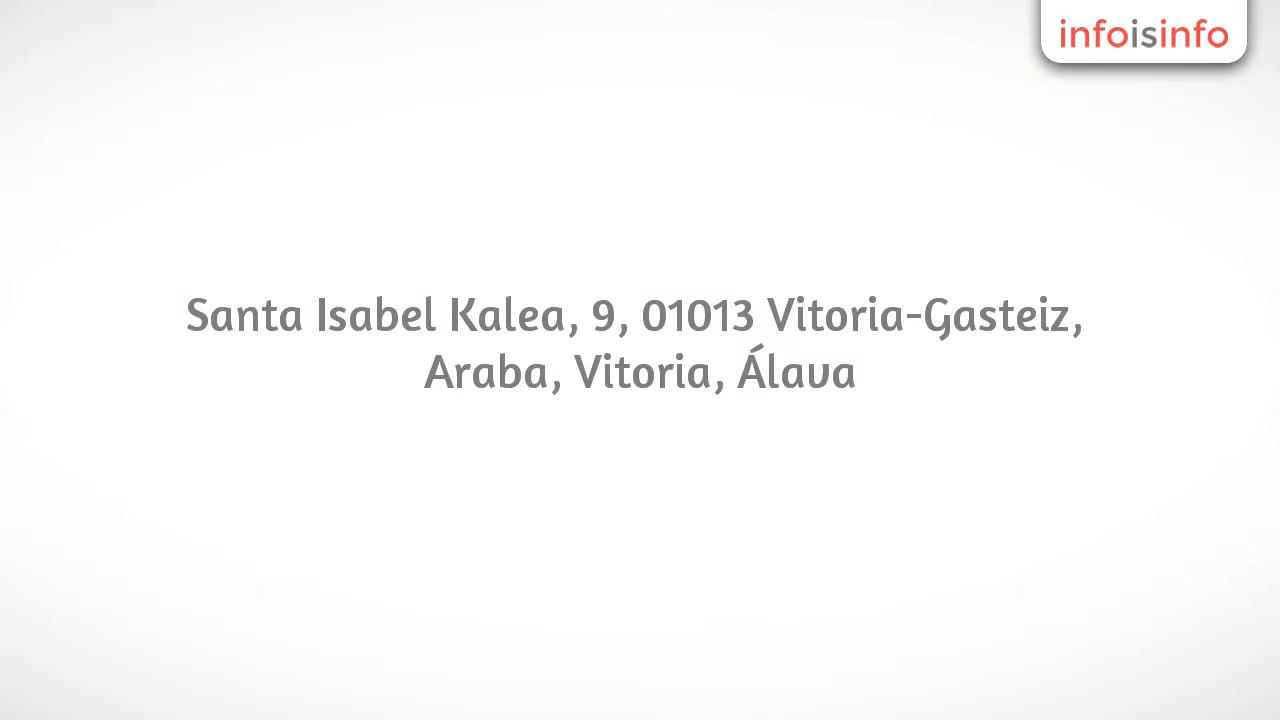 infoisinfo
Santa Isabel Kalea, 9, 01013 Vitoria-Gasteiz,
Araba, Vitoria, Álava